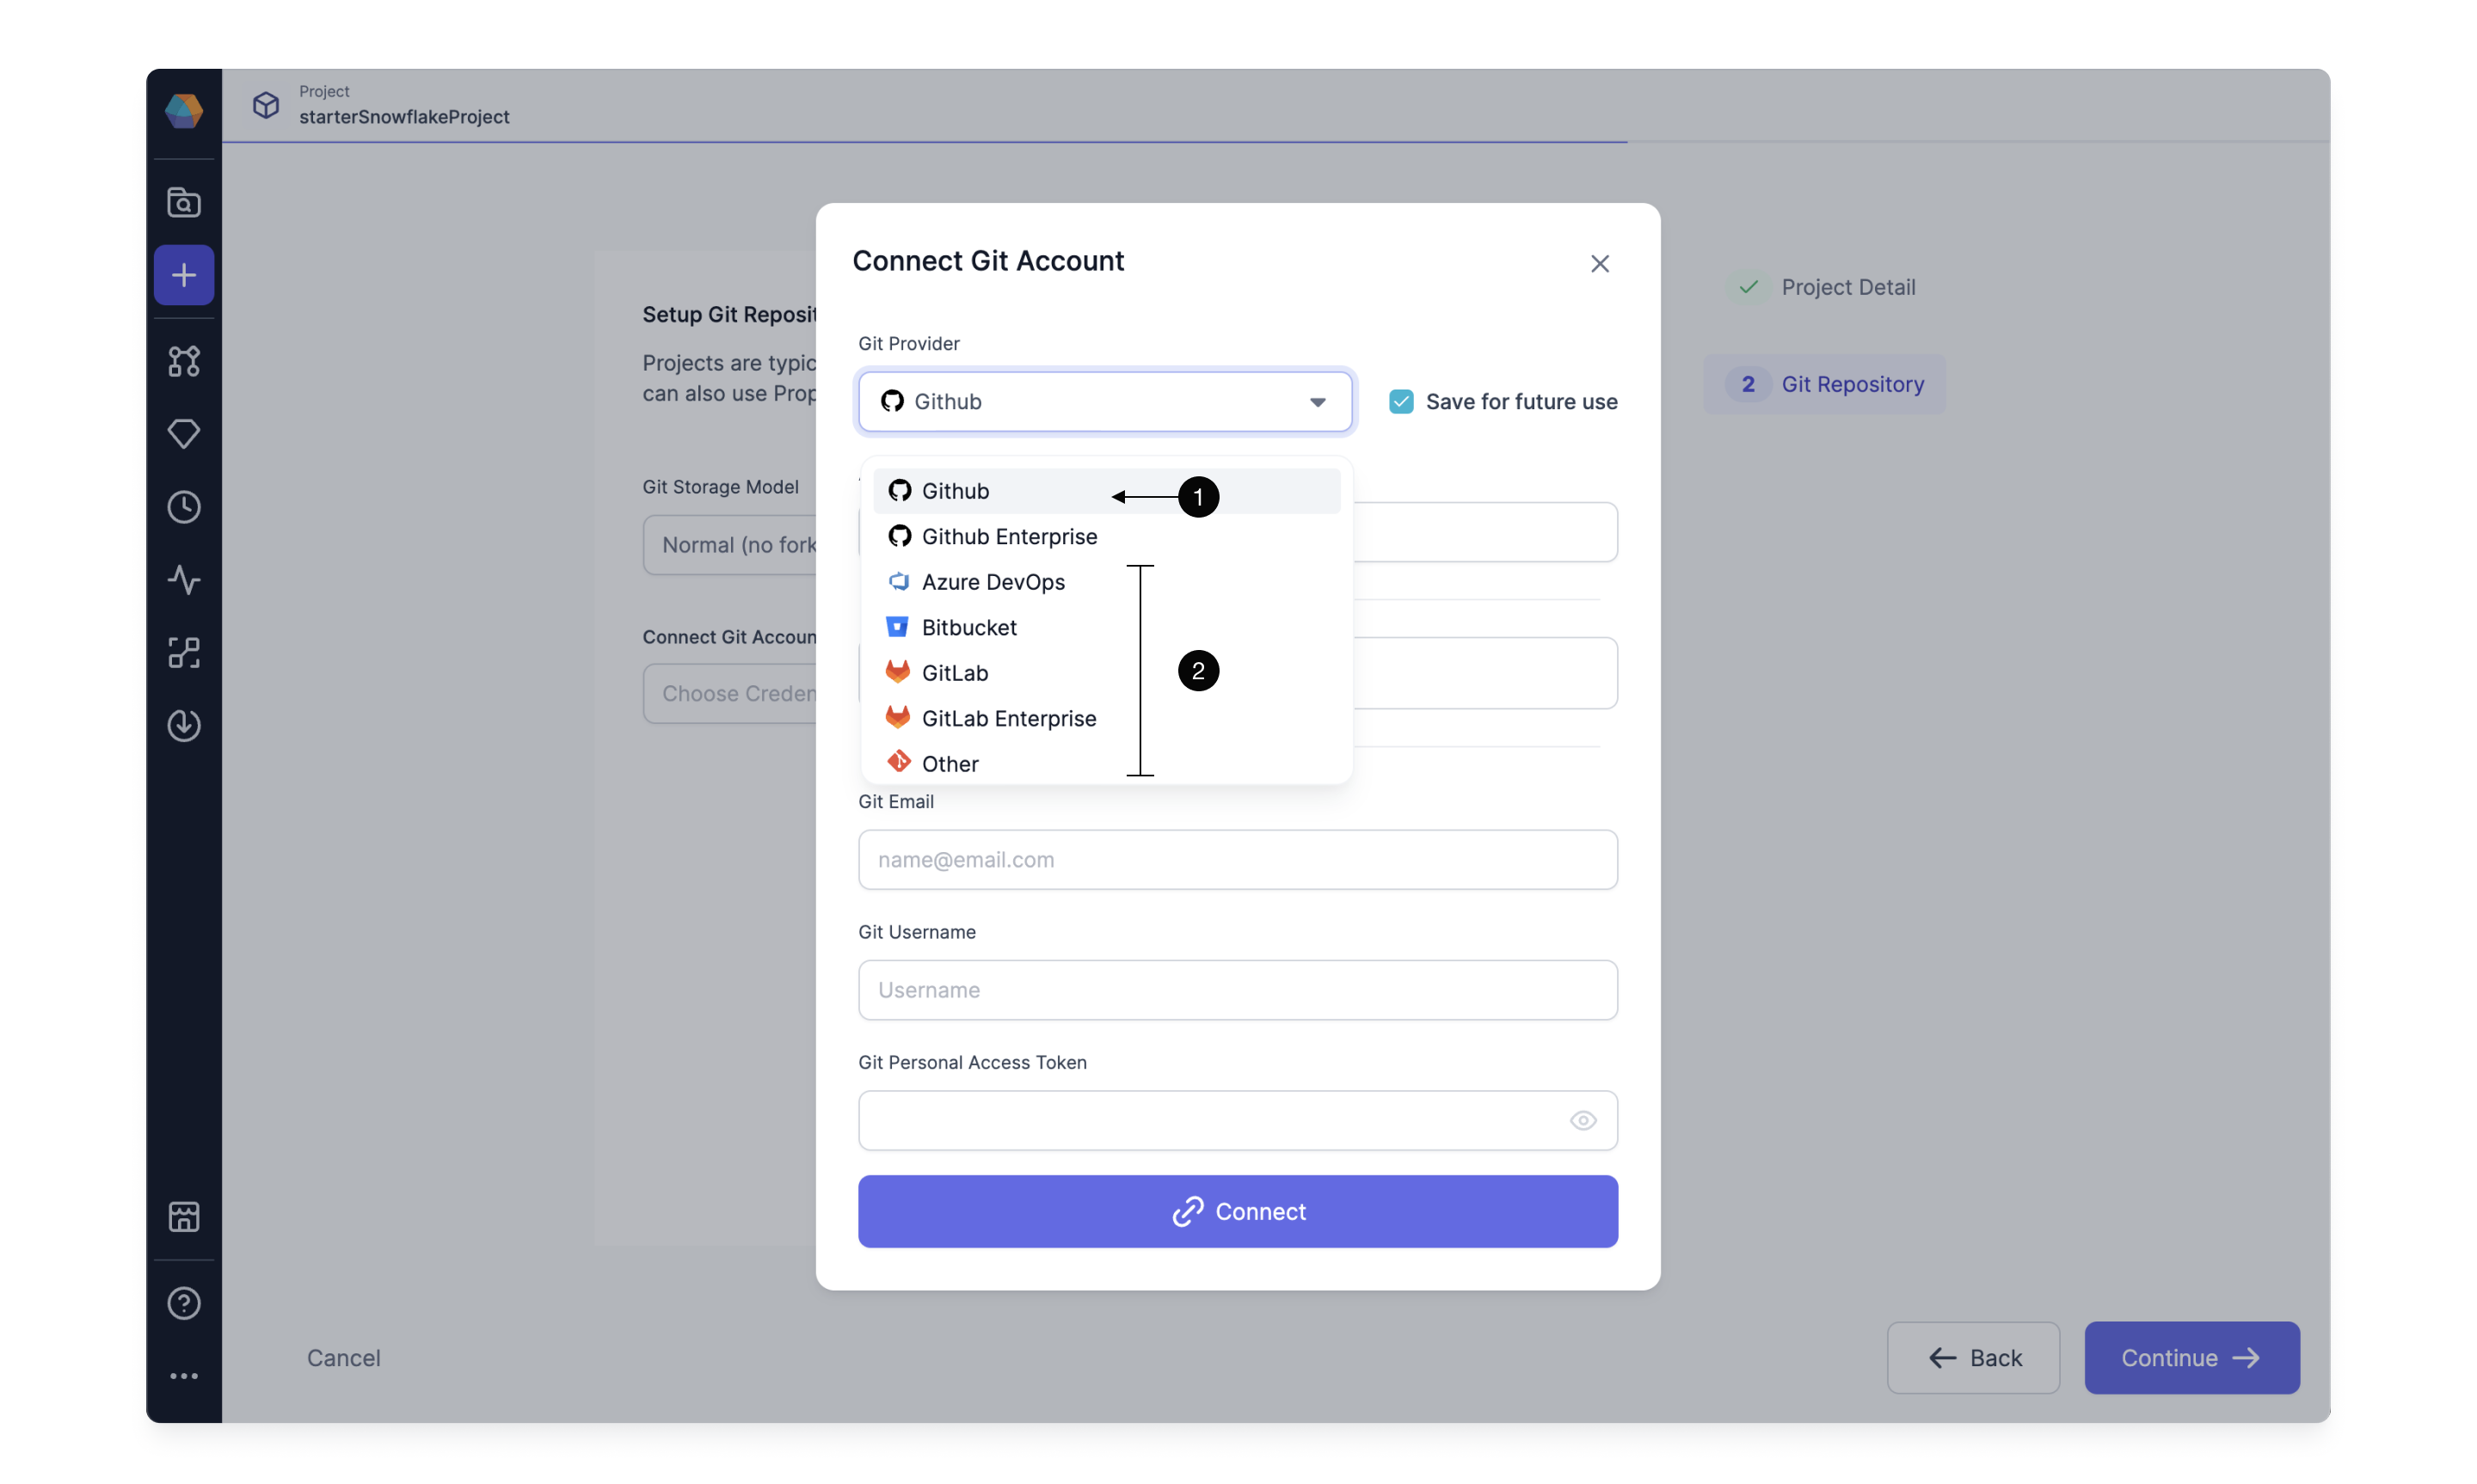 Project
starterSnowflakeProject
Connect Git Account
Setup Git Reposit
Projects are typic
can also use Prop
Git Storage Model
Normal (no fork
Connect Git Accoun
Choose Creden
Git Provider
Github
Save for future use
Github
1
Github Enterprise
Azure DevOps
Bitbucket
GitLab
2
GitLab Enterprise
Other
Git Email
name@email.com
Git Username
Username
Git Personal Access Token
Connect
Project Detail
2 Git Repository
Cancel
Back
Continue